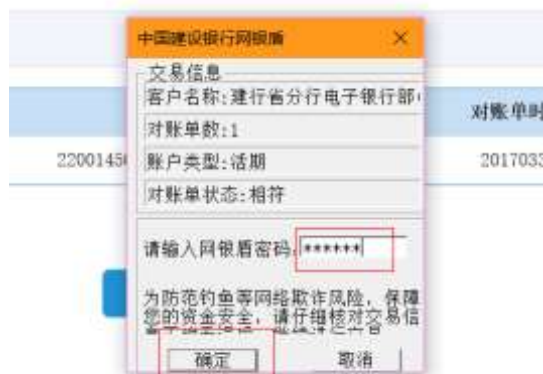 中国建设银行网银盾
交易信息
客户名称:建行省分行电子银行部
对账单数:1
对账单时
2200145
账户类型:活期
2017033
对账单状态:相符
请输入网银盾密码: ******
为防范钓鱼等网络欺诈风险，保障
您的资金安全，请仔细核对交易信
确定
取消